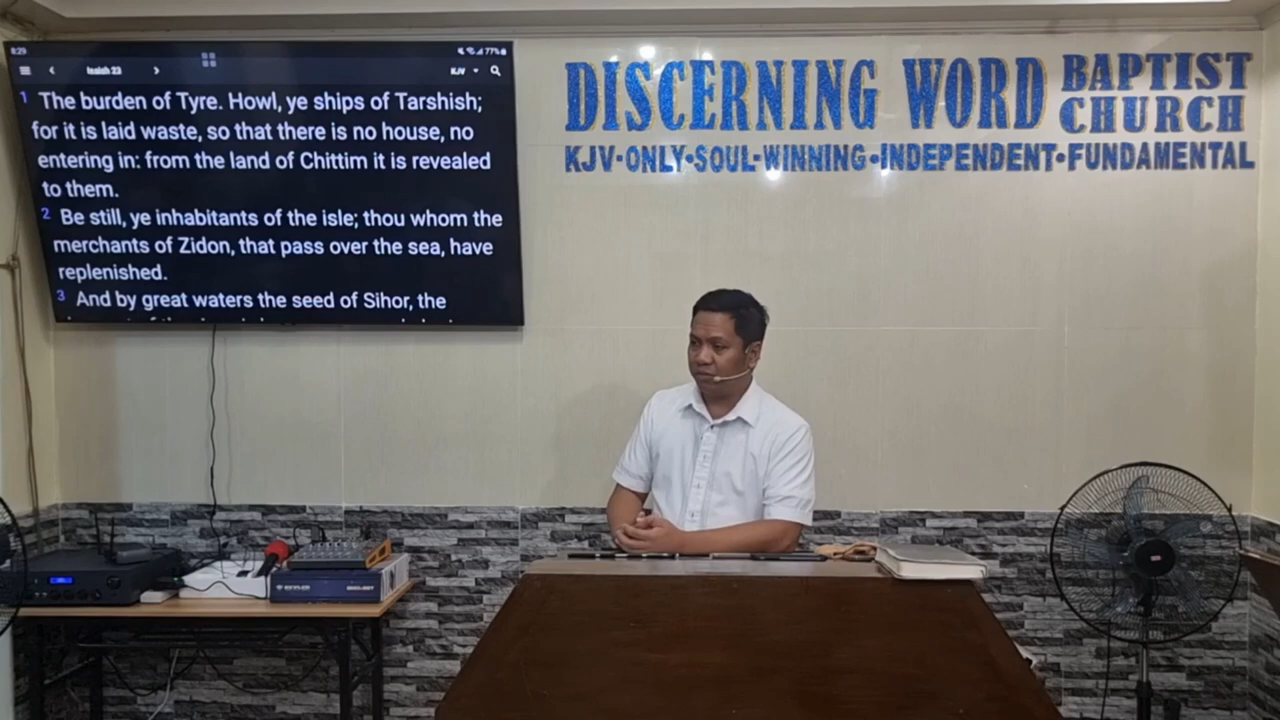 8:29
77%
Isaiah 23
KJV
1 The burden of Tyre. Howl, ye ships of Tarshish;
for it is laid waste, so that there is no house, no
entering in: from the land of Chittim it is revealed
to them.
2 Be still, ye inhabitants of the isle; thou whom the
merchants of Zidon, that pass over the sea, have
replenished.
3 And by great waters the seed of Sihor, the
DISCERNING WORD BAPTIST
CHURCH
KJV-ONLY•SOUL-WINNING•INDEPENDENT•FUNDAMENTAL